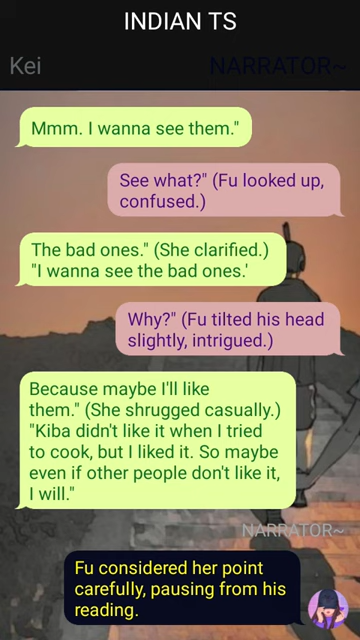 INDIAN TS
Kei NARRATOR~
Mmm. I wanna see them."
See what?" (Fu looked up,
confused.)
The bad ones." (She clarified.)
"I wanna see the bad ones.'
Why?" (Fu tilted his head
slightly, intrigued.)
Because maybe I'll like
them." (She shrugged casually.)
"Kiba didn't like it when I tried
to cook, but I liked it. So maybe
even if other people don't like it,
I will."
NARRATOR~
Fu considered her point
carefully, pausing from his
reading.